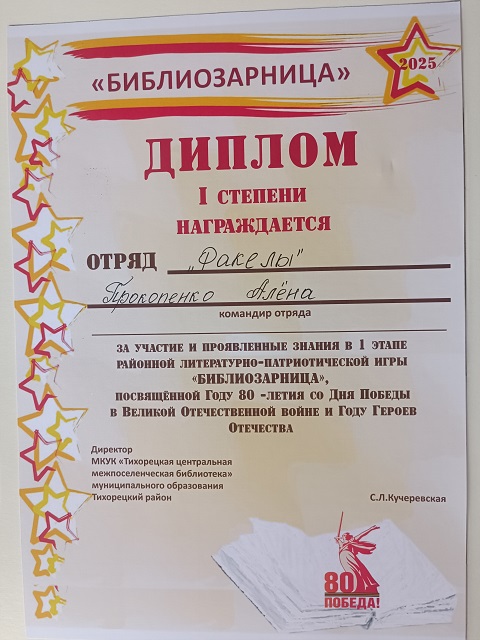 «БИБЛИОЗАРНИЦА»
2025
ДИПЛОМ
I СТЕПЕНИ
НАГРАЖДАЕТСЯ
ОТРЯД „Факелы"
Прокопенко Алёна
командир отряда
ЗА УЧАСТИЕ И ПРОЯВЛЕННЫЕ ЗНАНИЯ В 1 ЭТАПЕ
РАЙОННОЙ ЛИТЕРАТУРНО-ПАТРИОТИЧЕСКОЙ ИГРЫ
«БИБЛИОЗАРНИЦА»,
ПОСВЯЩЁННОЙ ГОДУ 80 -ЛЕТИЯ СО ДНЯ ПОБЕДЫ
В ВЕЛИКОЙ ОТЕЧЕСТВЕННОЙ ВОЙНЕ И ГОДУ ГЕРОЕВ
ОТЕЧЕСТВА
Директор
МКУК «Тихорецкая центральная
межпоселенческая библиотека»
муниципального образования
Тихорецкий район
С.Л.Кучеревская
80
ПОБЕДА!